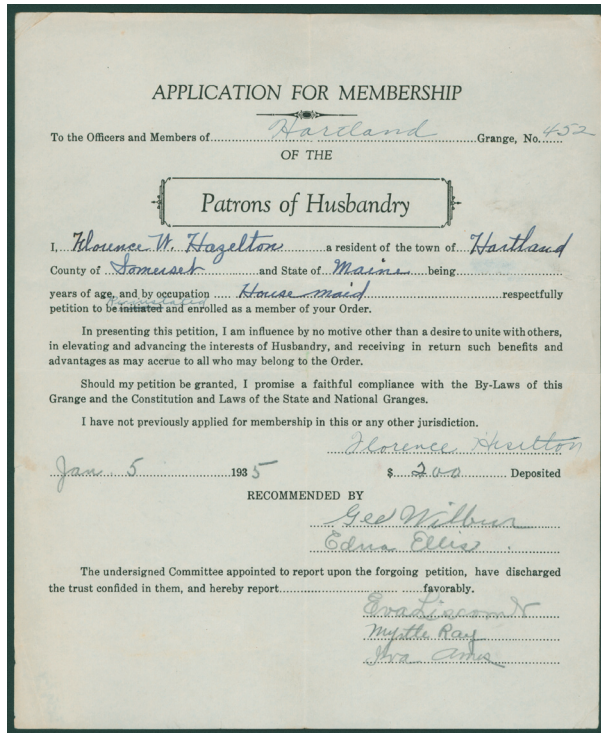 APPLICATION FOR MEMBERSHIP
To the Officers and Members of Hartland Grange, No. 452
OF THE
Patrons of Husbandry
I, Florence W. Hazelton a resident of the town of Hartland
County of Somerset and State of Maine being
years of age, and by occupation House maid respectfully
petition to be initiated and enrolled as a member of your Order.
In presenting this petition, I am influence by no motive other than a desire to unite with others,
in elevating and advancing the interests of Husbandry, and receiving in return such benefits and
advantages as may accrue to all who may belong to the Order.
Should my petition be granted, I promise a faithful compliance with the By-Laws of this
Grange and the Constitution and Laws of the State and National Granges.
I have not previously applied for membership in this or any other jurisdiction.
Florence Heselton
Jan. 5 1935 $ 200 Deposited
RECOMMENDED BY
Geo Wilbur
Edna Ellis
The undersigned Committee appointed to report upon the forgoing petition, have discharged
the trust confided in them, and hereby report favorably.
Eva
Myrtle Ray
Iva Ames